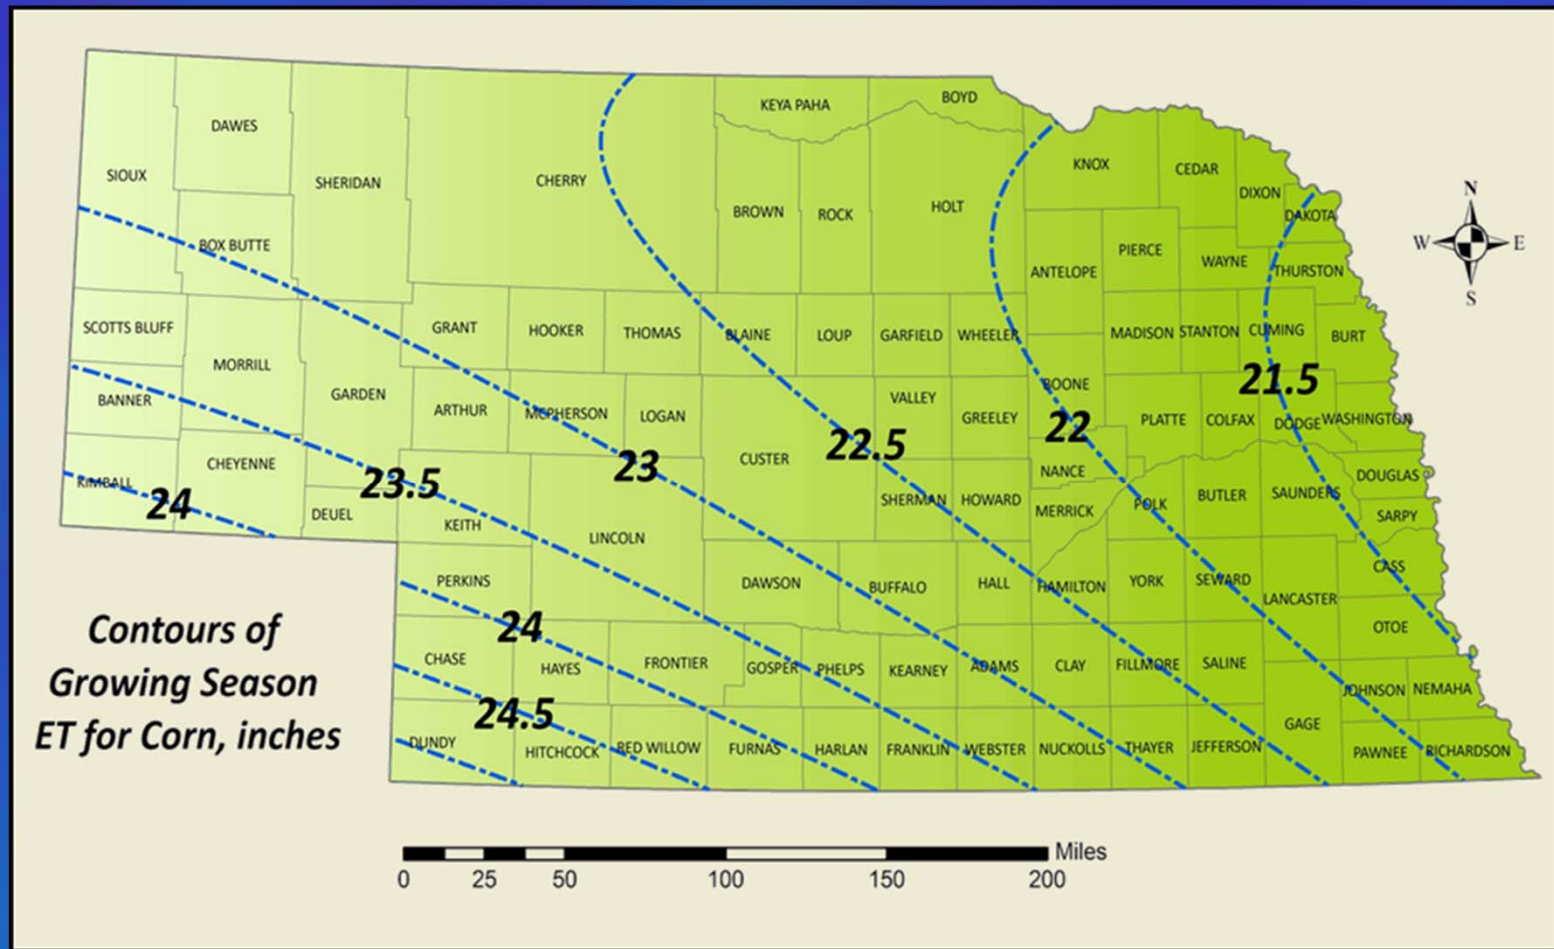 KEYA PAHA
BOYD
DAWES
SIOUX
SHERIDAN
CHERRY
KNOX
CEDAR
DIXON
DAKOTA
N
W
E
S
BROWN
ROCK
HOLT
BOX BUTTE
ANTELOPE
PIERCE
WAYNE
THURSTON
SCOTTS BLUFF
GRANT
HOOKER
THOMAS
BLAINE
LOUP
GARFIELD
WHEELER
MADISON
STANTON
CUMING
BURT
MORRILL
GARDEN
BANNER
ARTHUR
MCPHERSON
LOGAN
VALLEY
GREELEY
BOONE
21.5
PLATTE
COLFAX
DODGE
WASHINGTON
22
22.5
CUSTER
CHEYENNE
KIMBALL
24
23.5
23
NANCE
DOUGLAS
DEUEL
KEITH
LINCOLN
SHERMAN
HOWARD
MERRICK
POLK
BUTLER
SAUNDERS
SARPY
PERKINS
DAWSON
BUFFALO
HALL
HAMILTON
YORK
SEWARD
LANCASTER
CASS
OTOE
24
CHASE
HAYES
FRONTIER
GOSPER
PHELPS
KEARNEY
ADAMS
CLAY
FILLMORE
SALINE
JOHNSON
NEMAHA
24.5
DUNDY
HITCHCOCK
RED WILLOW
FURNAS
HARLAN
FRANKLIN
WEBSTER
NUCKOLLS
THAYER
JEFFERSON
GAGE
PAWNEE
RICHARDSON
Contours of
Growing Season
ET for Corn, inches
Miles
0 25 50 100 150 200